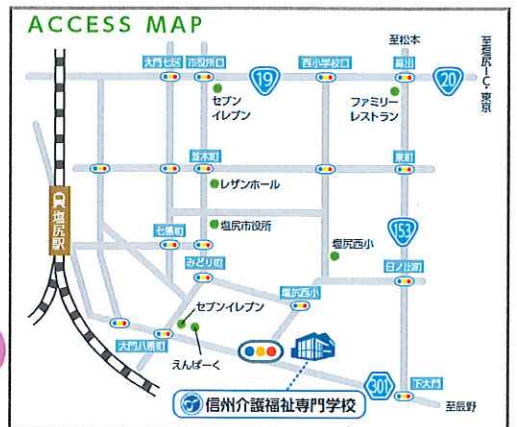 ACCESS MAP
至松本
至塩尻I.C・東京
大門七区
市役所口
西小学校口
高出
19
20
セブン
イレブン
ファミリー
レストラン
並木町
東町
レザンホール
塩尻駅
塩尻市役所
153
七番町
塩尻西小
みどり町
日ノ出町
塩尻西小
セブンイレブン
大門八番町
えんぱーく
301
下大門
信州介護福祉専門学校
至辰野